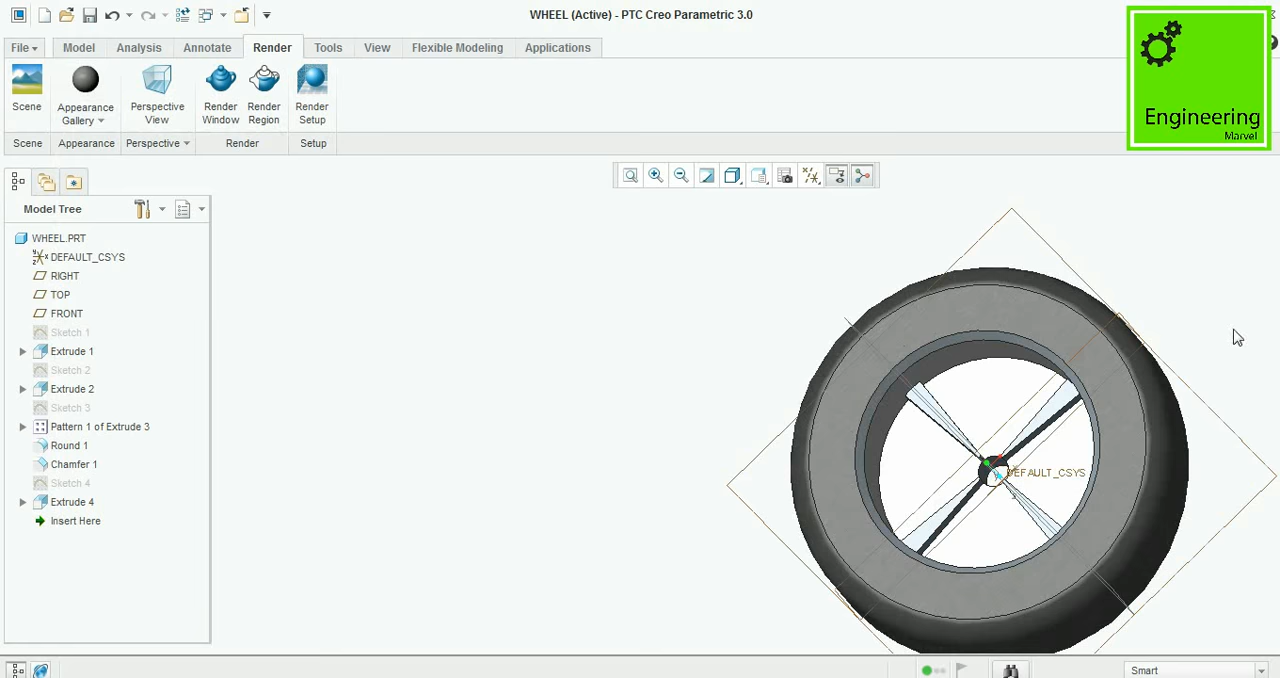 WHEEL (Active) - PTC Creo Parametric 3.0
File Model Analysis Annotate Render Tools View Flexible Modeling Applications
Scene Appearance Gallery Perspective View Render Window Render Region Render Setup
Scene Appearance Perspective Render Setup
Engineering
Marvel
Model Tree
WHEEL.PRT
DEFAULT_CSYS
RIGHT
TOP
FRONT
Sketch 1
Extrude 1
Sketch 2
Extrude 2
Sketch 3
Pattern 1 of Extrude 3
Round 1
Chamfer 1
Sketch 4
Extrude 4
Insert Here
DEFAULT_CSYS
Smart